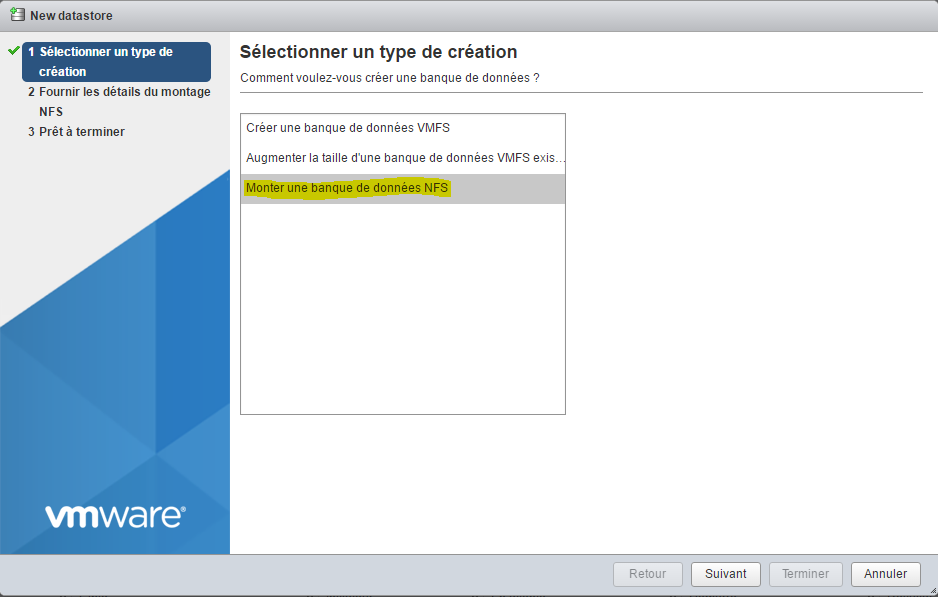 New datastore
1 Sélectionner un type de
création
2 Fournir les détails du montage
NFS
3 Prêt à terminer
Sélectionner un type de création
Comment voulez-vous créer une banque de données ?
Créer une banque de données VMFS
Augmenter la taille d'une banque de données VMFS exis...
Monter une banque de données NFS
vmware®
Retour
Suivant
Terminer
Annuler